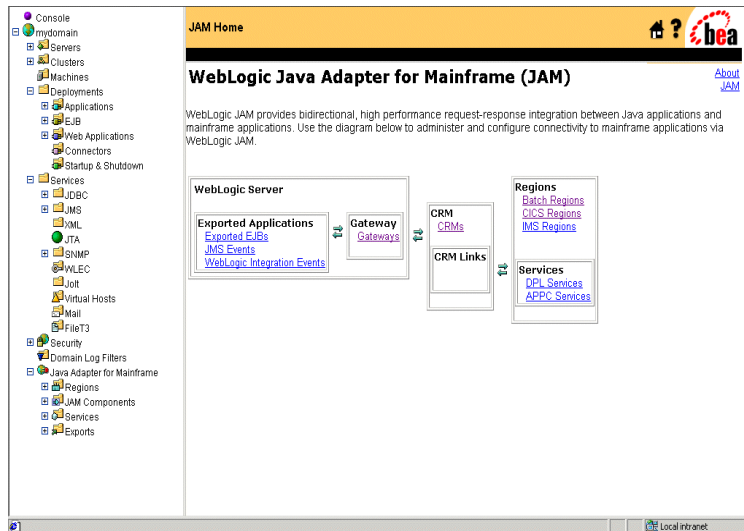 Console
mydomain
Servers
Clusters
Machines
Deployments
Applications
EJB
Web Applications
Connectors
Startup & Shutdown
Services
JDBC
JMS
XML
JTA
SNMP
WLEC
Jolt
Virtual Hosts
Mail
FileT3
Security
Domain Log Filters
Java Adapter for Mainframe
Regions
JAM Components
Services
Exports
JAM Home
?
bea
WebLogic Java Adapter for Mainframe (JAM)
About
JAM
WebLogic JAM provides bidirectional, high performance request-response integration between Java applications and
mainframe applications. Use the diagram below to administer and configure connectivity to mainframe applications via
WebLogic JAM.
WebLogic Server
Exported Applications
Exported EJBs
JMS Events
WebLogic Integration Events
Gateway
Gateways
CRM
CRMs
CRM Links
Regions
Batch Regions
CICS Regions
IMS Regions
Services
DPL Services
APPC Services
Local intranet